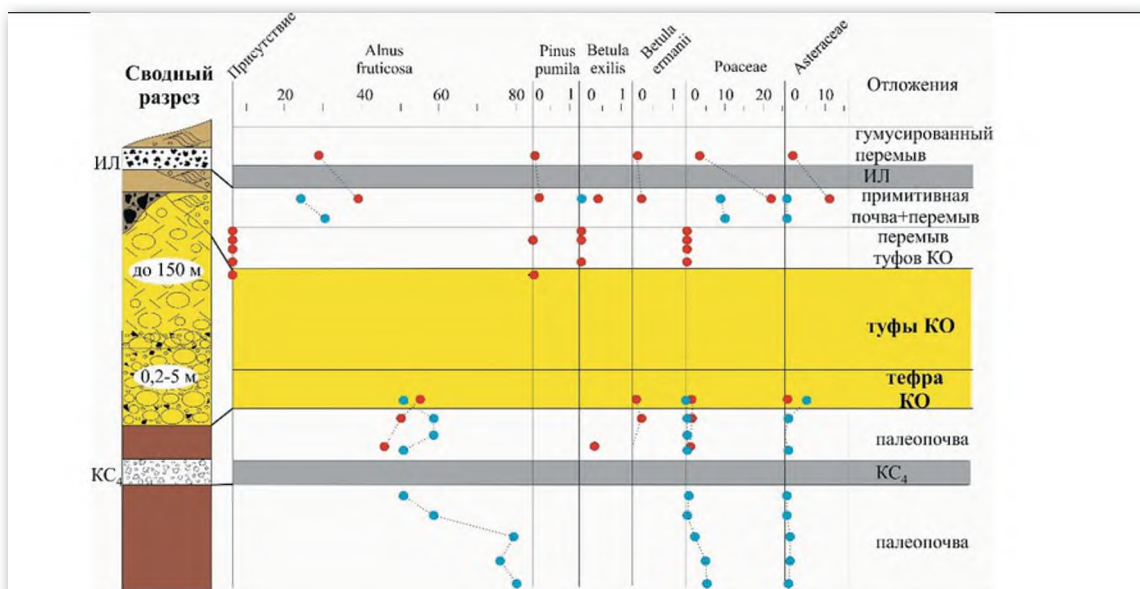 Присутствие
Alnus
fruticosa
Pinus
pumila
Betula
exilis
Betula
ermanii
Poaceae
Asteraceae
Сводный
разрез
Отложения
20 40 60 80 0 1 0 1 0 1 0 10 20 0 10
гумусированный
перемыв
ИЛ
ИЛ
примитивная
почва+перемыв
перемыв
туфов КО
до 150 м
туфы КО
0,2-5 м
тефра
КО
палеопочва
КС4
КС4
палеопочва